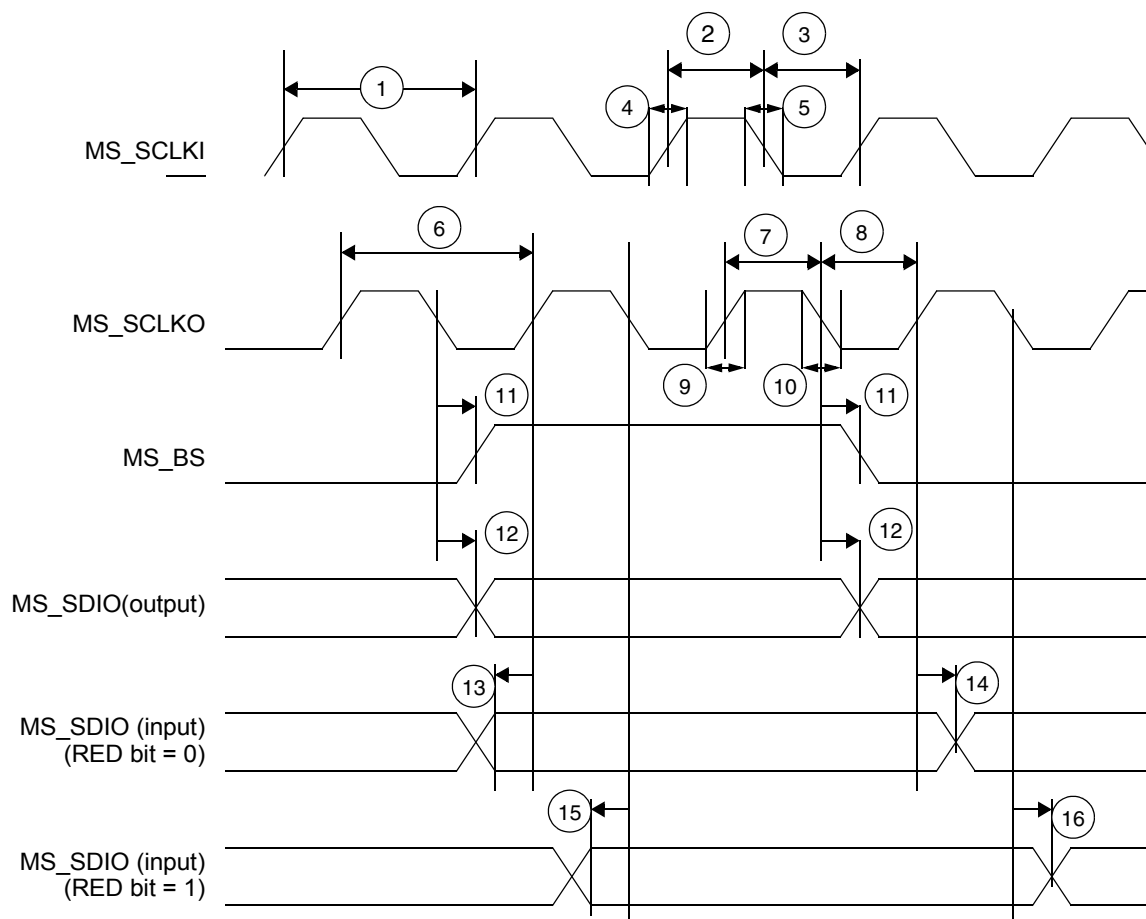 2
3
1
4
5
MS_SCLKI
6
7
8
MS_SCLKO
9
10
11
11
MS_BS
12
12
MS_SDIO(output)
13
14
MS_SDIO (input)
(RED bit = 0)
15
16
MS_SDIO (input)
(RED bit = 1)